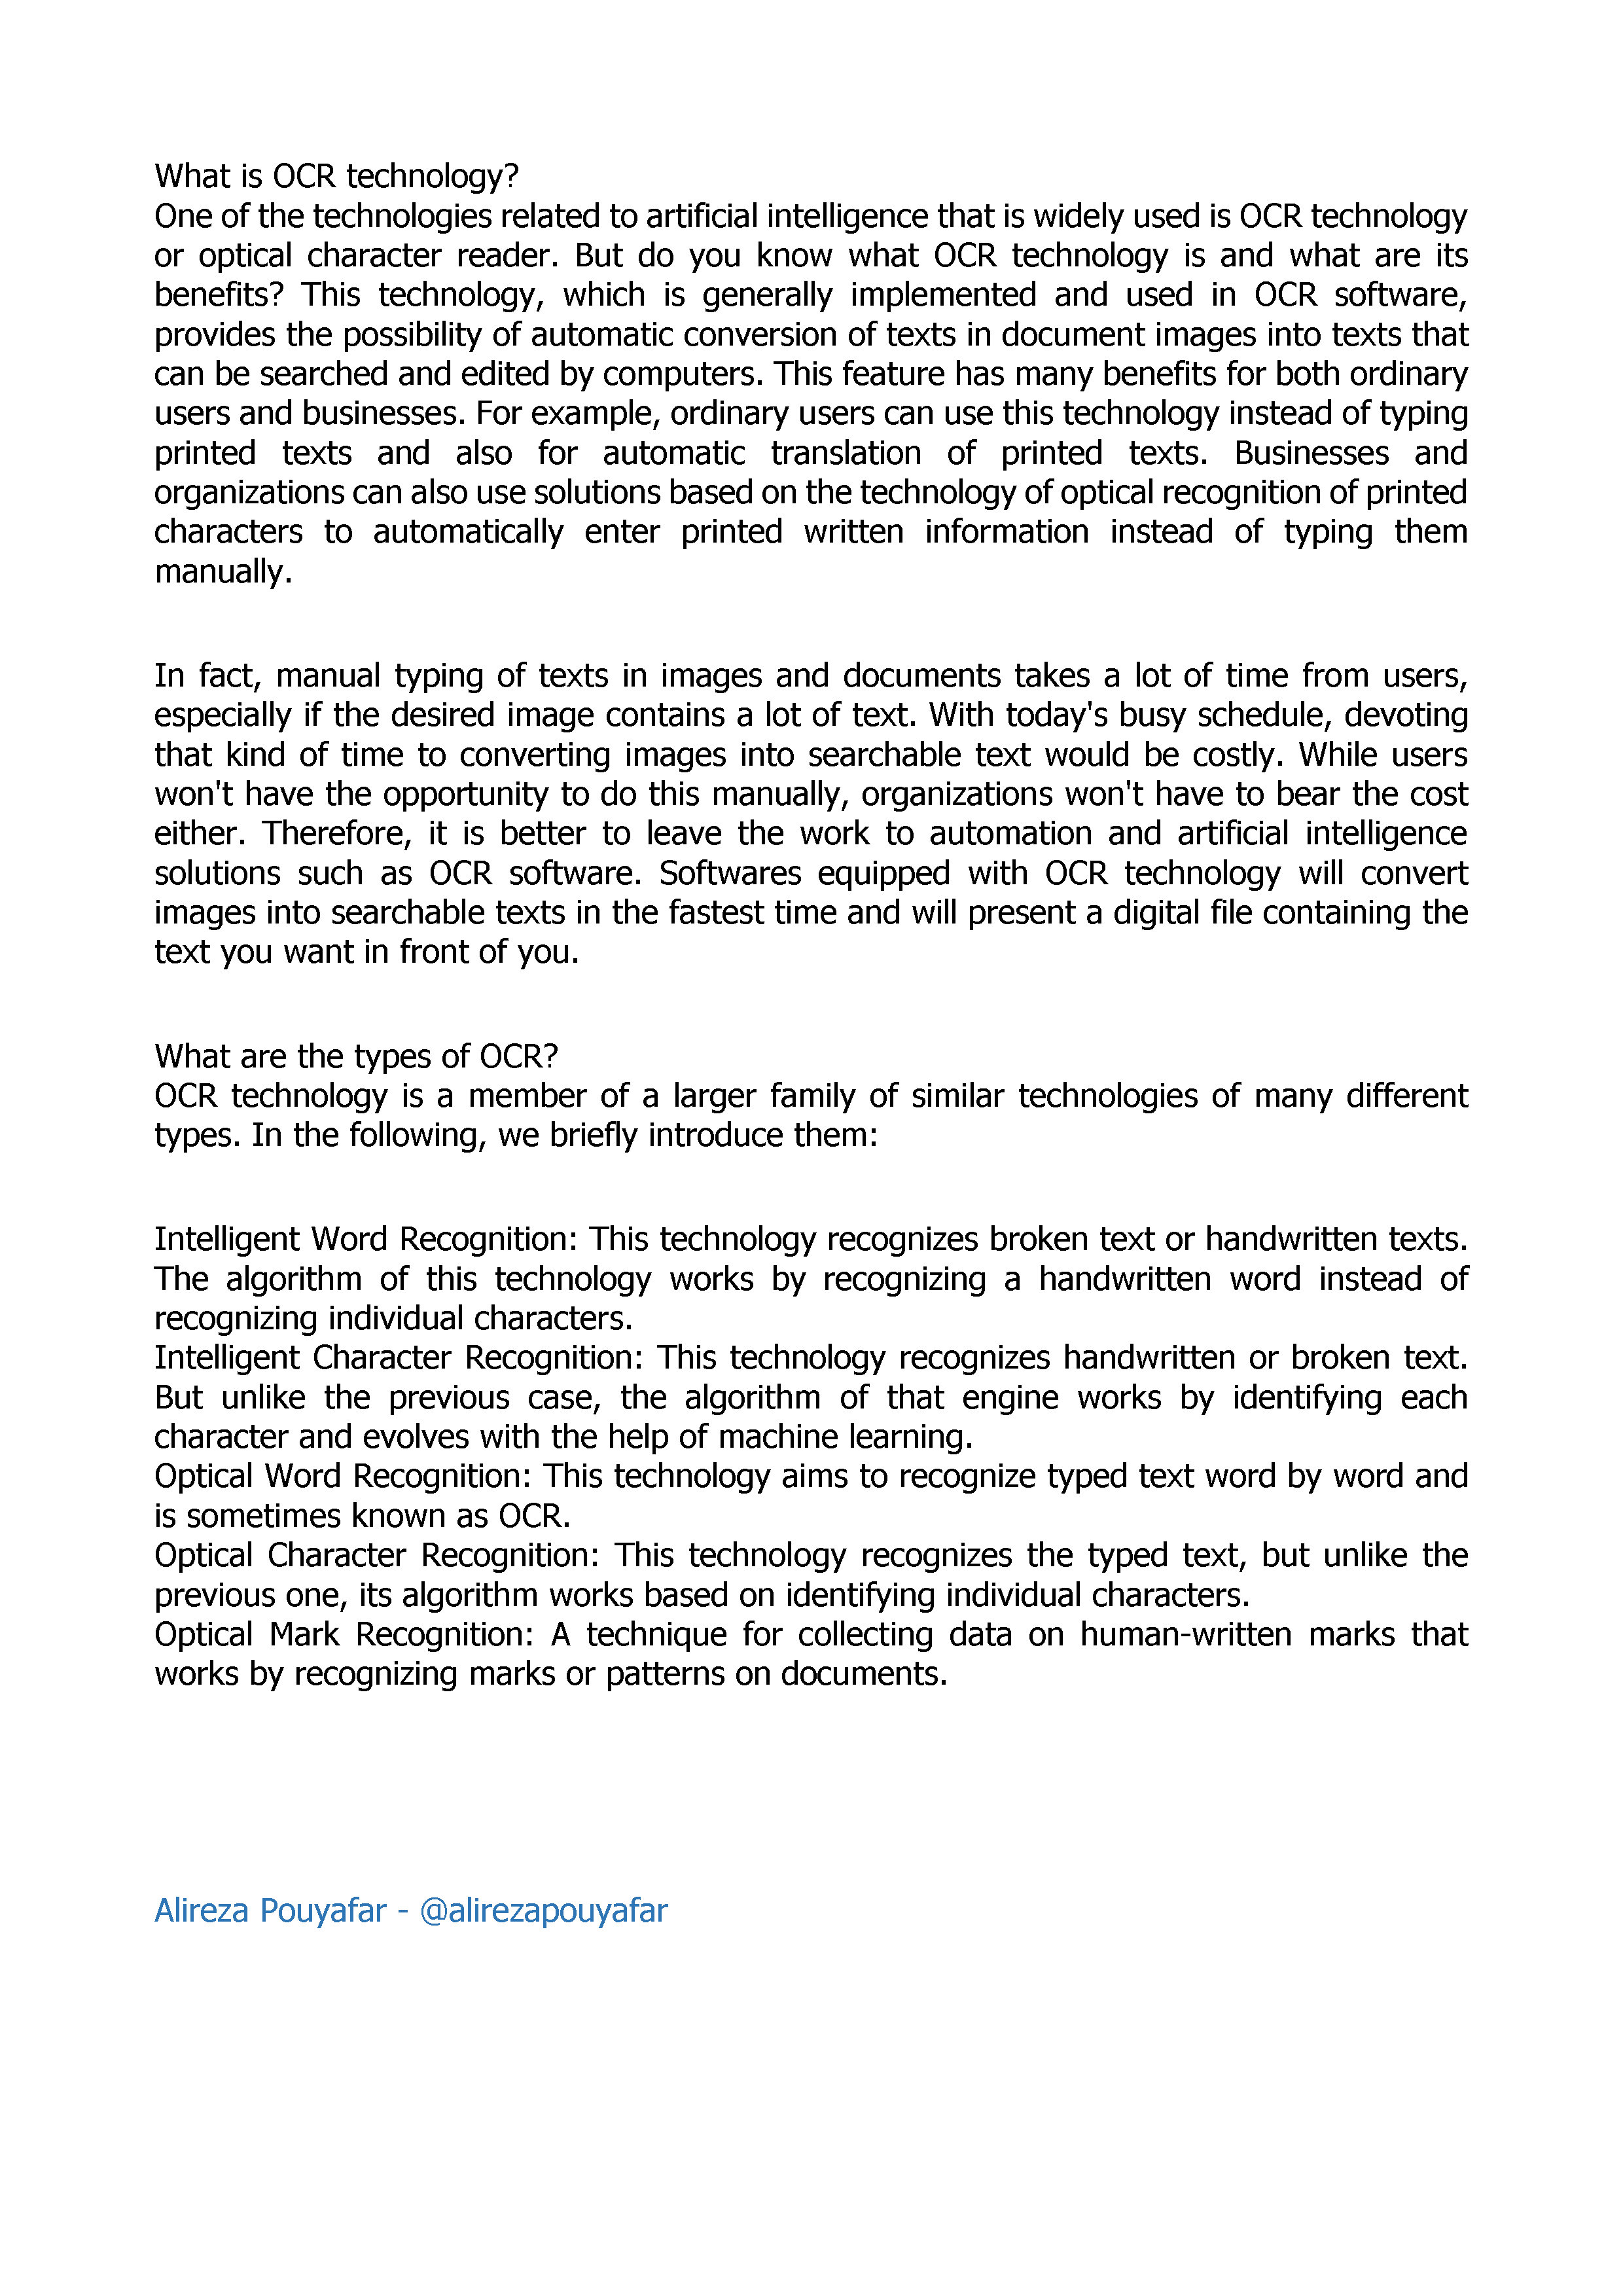 What is OCR technology?
One of the technologies related to artificial intelligence that is widely used is OCR technology
or optical character reader. But do you know what OCR technology is and what are its
benefits? This technology, which is generally implemented and used in OCR software,
provides the possibility of automatic conversion of texts in document images into texts that
can be searched and edited by computers. This feature has many benefits for both ordinary
users and businesses. For example, ordinary users can use this technology instead of typing
printed texts and also for automatic translation of printed texts. Businesses and
organizations can also use solutions based on the technology of optical recognition of printed
characters to automatically enter printed written information instead of typing them
manually.
In fact, manual typing of texts in images and documents takes a lot of time from users,
especially if the desired image contains a lot of text. With today's busy schedule, devoting
that kind of time to converting images into searchable text would be costly. While users
won't have the opportunity to do this manually, organizations won't have to bear the cost
either. Therefore, it is better to leave the work to automation and artificial intelligence
solutions such as OCR software. Softwares equipped with OCR technology will convert
images into searchable texts in the fastest time and will present a digital file containing the
text you want in front of you.
What are the types of OCR?
OCR technology is a member of a larger family of similar technologies of many different
types. In the following, we briefly introduce them:
Intelligent Word Recognition: This technology recognizes broken text or handwritten texts.
The algorithm of this technology works by recognizing a handwritten word instead of
recognizing individual characters.
Intelligent Character Recognition: This technology recognizes handwritten or broken text.
But unlike the previous case, the algorithm of that engine works by identifying each
character and evolves with the help of machine learning.
Optical Word Recognition: This technology aims to recognize typed text word by word and
is sometimes known as OCR.
Optical Character Recognition: This technology recognizes the typed text, but unlike the
previous one, its algorithm works based on identifying individual characters.
Optical Mark Recognition: A technique for collecting data on human-written marks that
works by recognizing marks or patterns on documents.
Alireza Pouyafar - @alirezapouyafar